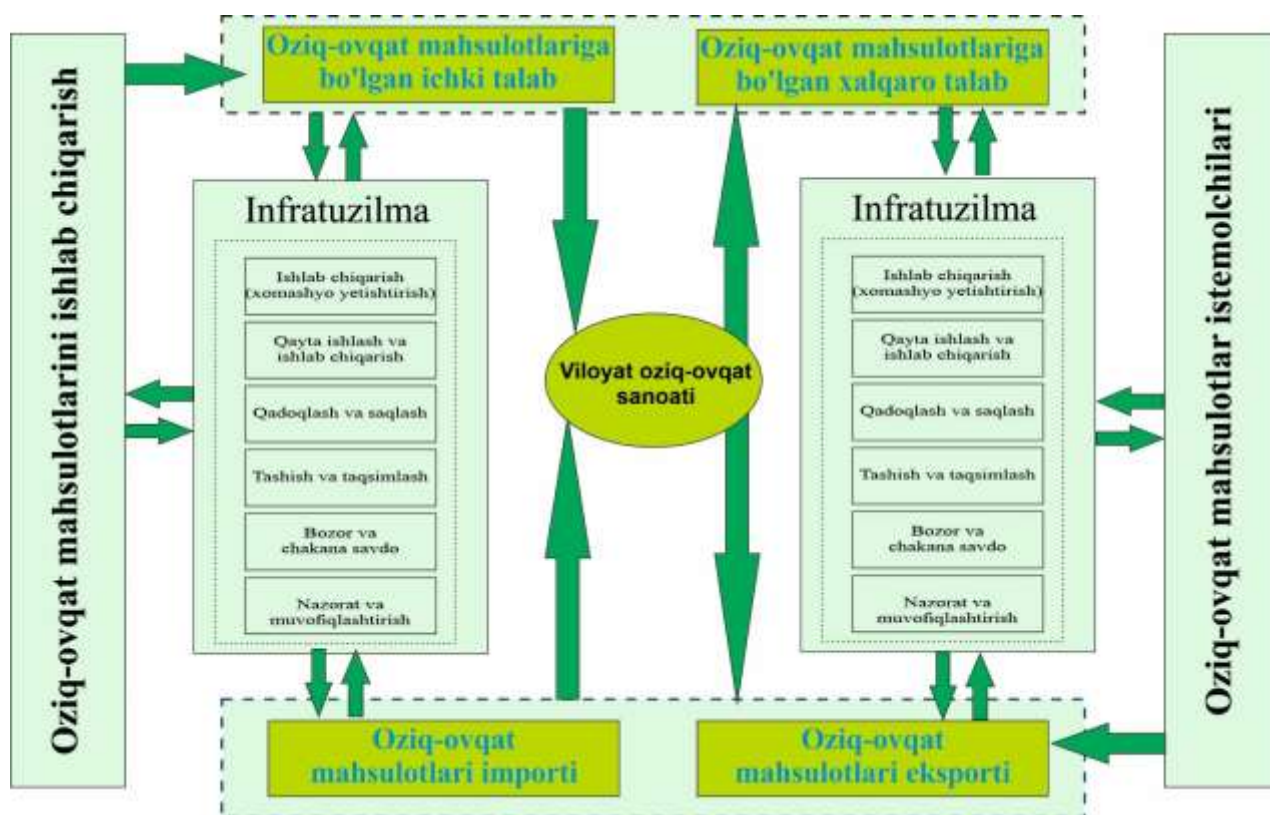 Oziq-ovqat mahsulotlarini ishlab chiqarish
Oziq-ovqat mahsulotlariga
bo'lgan ichki talab
Oziq-ovqat mahsulotlariga
bo'lgan xalqaro talab
Infratuzilma
Ishlab chiqarish
(xomashyo yetishtirish)
Qayta ishlash va
ishlab chiqarish
Qadoqlash va saqlash
Tashish va taqsimlash
Bozor va
chakana savdo
Nazorat va
muvofiqlashtirish
Viloyat oziq-ovqat
sanoati
Infratuzilma
Ishlab chiqarish
(xomashyo yetishtirish)
Qayta ishlash va
ishlab chiqarish
Qadoqlash va saqlash
Tashish va taqsimlash
Bozor va
chakana savdo
Nazorat va
muvofiqlashtirish
Oziq-ovqat
mahsulotlari importi
Oziq-ovqat
mahsulotlari eksporti
Oziq-ovqat mahsulotlar istemolchilari